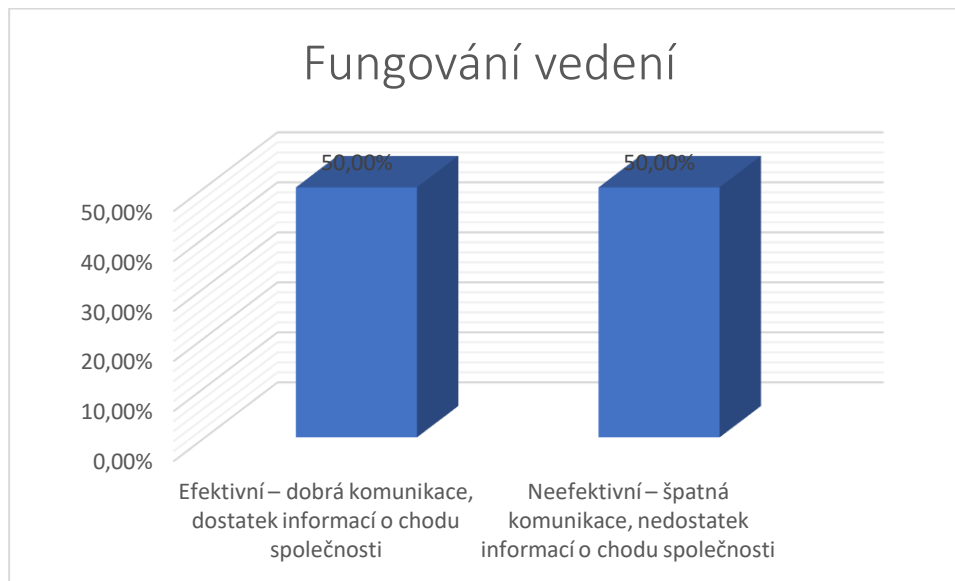 Fungování vedení
50,00%
50,00%
50,00%
40,00%
30,00%
20,00%
10,00%
0,00%
Efektivní – dobrá komunikace,
dostatek informací o chodu
společnosti
Neefektivní – špatná
komunikace, nedostatek
informací o chodu společnosti